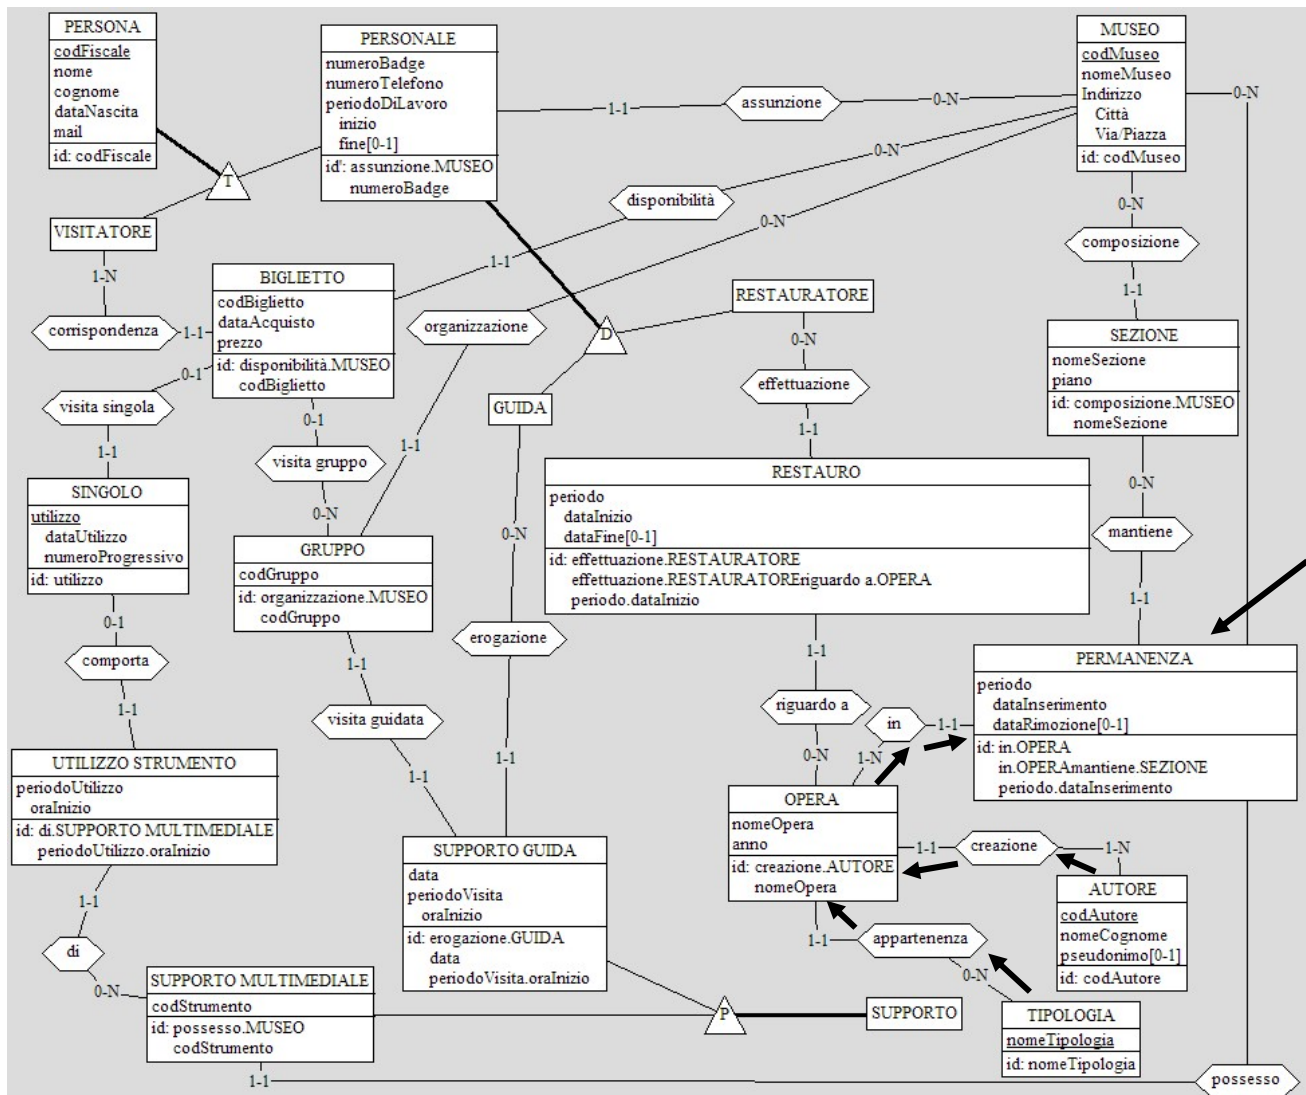 PERSONA
codFiscale
nome
cognome
dataNascita
mail
id: codFiscale
PERSONALE
numeroBadge
numeroTelefono
periodoDiLavoro
inizio
fine[0-1]
id': assunzione.MUSEO
numeroBadge
1-1
assunzione
0-N
MUSEO
codMuseo
nomeMuseo
Indirizzo
Città
Via/Piazza
id: codMuseo
0-N
T
VISITATORE
1-N
corrispondenza
1-1
disponibilità
0-N
1-1
0-N
0-N
composizione
1-1
BIGLIETTO
codBiglietto
dataAcquisto
prezzo
id: disponibilità.MUSEO
codBiglietto
organizzazione
1-1
D
RESTAURATORE
0-N
effettuazione
1-1
SEZIONE
nomeSezione
piano
id: composizione.MUSEO
nomeSezione
0-N
mantiene
1-1
0-1
visita singola
1-1
0-1
visita gruppo
0-N
GUIDA
0-N
erogazione
1-1
SINGOLO
utilizzo
dataUtilizzo
numeroProgressivo
id: utilizzo
0-1
comporta
1-1
GRUPPO
codGruppo
id: organizzazione.MUSEO
codGruppo
1-1
visita guidata
1-1
RESTAURO
periodo
dataInizio
dataFine[0-1]
id: effettuazione.RESTAURATORE
effettuazione.RESTAURATOREriguardo a.OPERA
periodo.dataInizio
1-1
riguardo a
0-N
in
1-1
1-N
PERMANENZA
periodo
dataInserimento
dataRimozione[0-1]
id: in.OPERA
in.OPERAmantiene.SEZIONE
periodo.dataInserimento
UTILIZZO STRUMENTO
periodoUtilizzo
oraInizio
id: di.SUPPORTO MULTIMEDIALE
periodoUtilizzo.oraInizio
1-1
di
0-N
SUPPORTO GUIDA
data
periodoVisita
oraInizio
id: erogazione.GUIDA
data
periodoVisita.oraInizio
OPERA
nomeOpera
anno
id: creazione.AUTORE
nomeOpera
1-1
creazione
1-N
AUTORE
codAutore
nomeCognome
pseudonimo[0-1]
id: codAutore
1-1
appartenenza
0-N
SUPPORTO MULTIMEDIALE
codStrumento
id: possesso.MUSEO
codStrumento
P
SUPPORTO
TIPOLOGIA
nomeTipologia
id: nomeTipologia
1-1
possesso